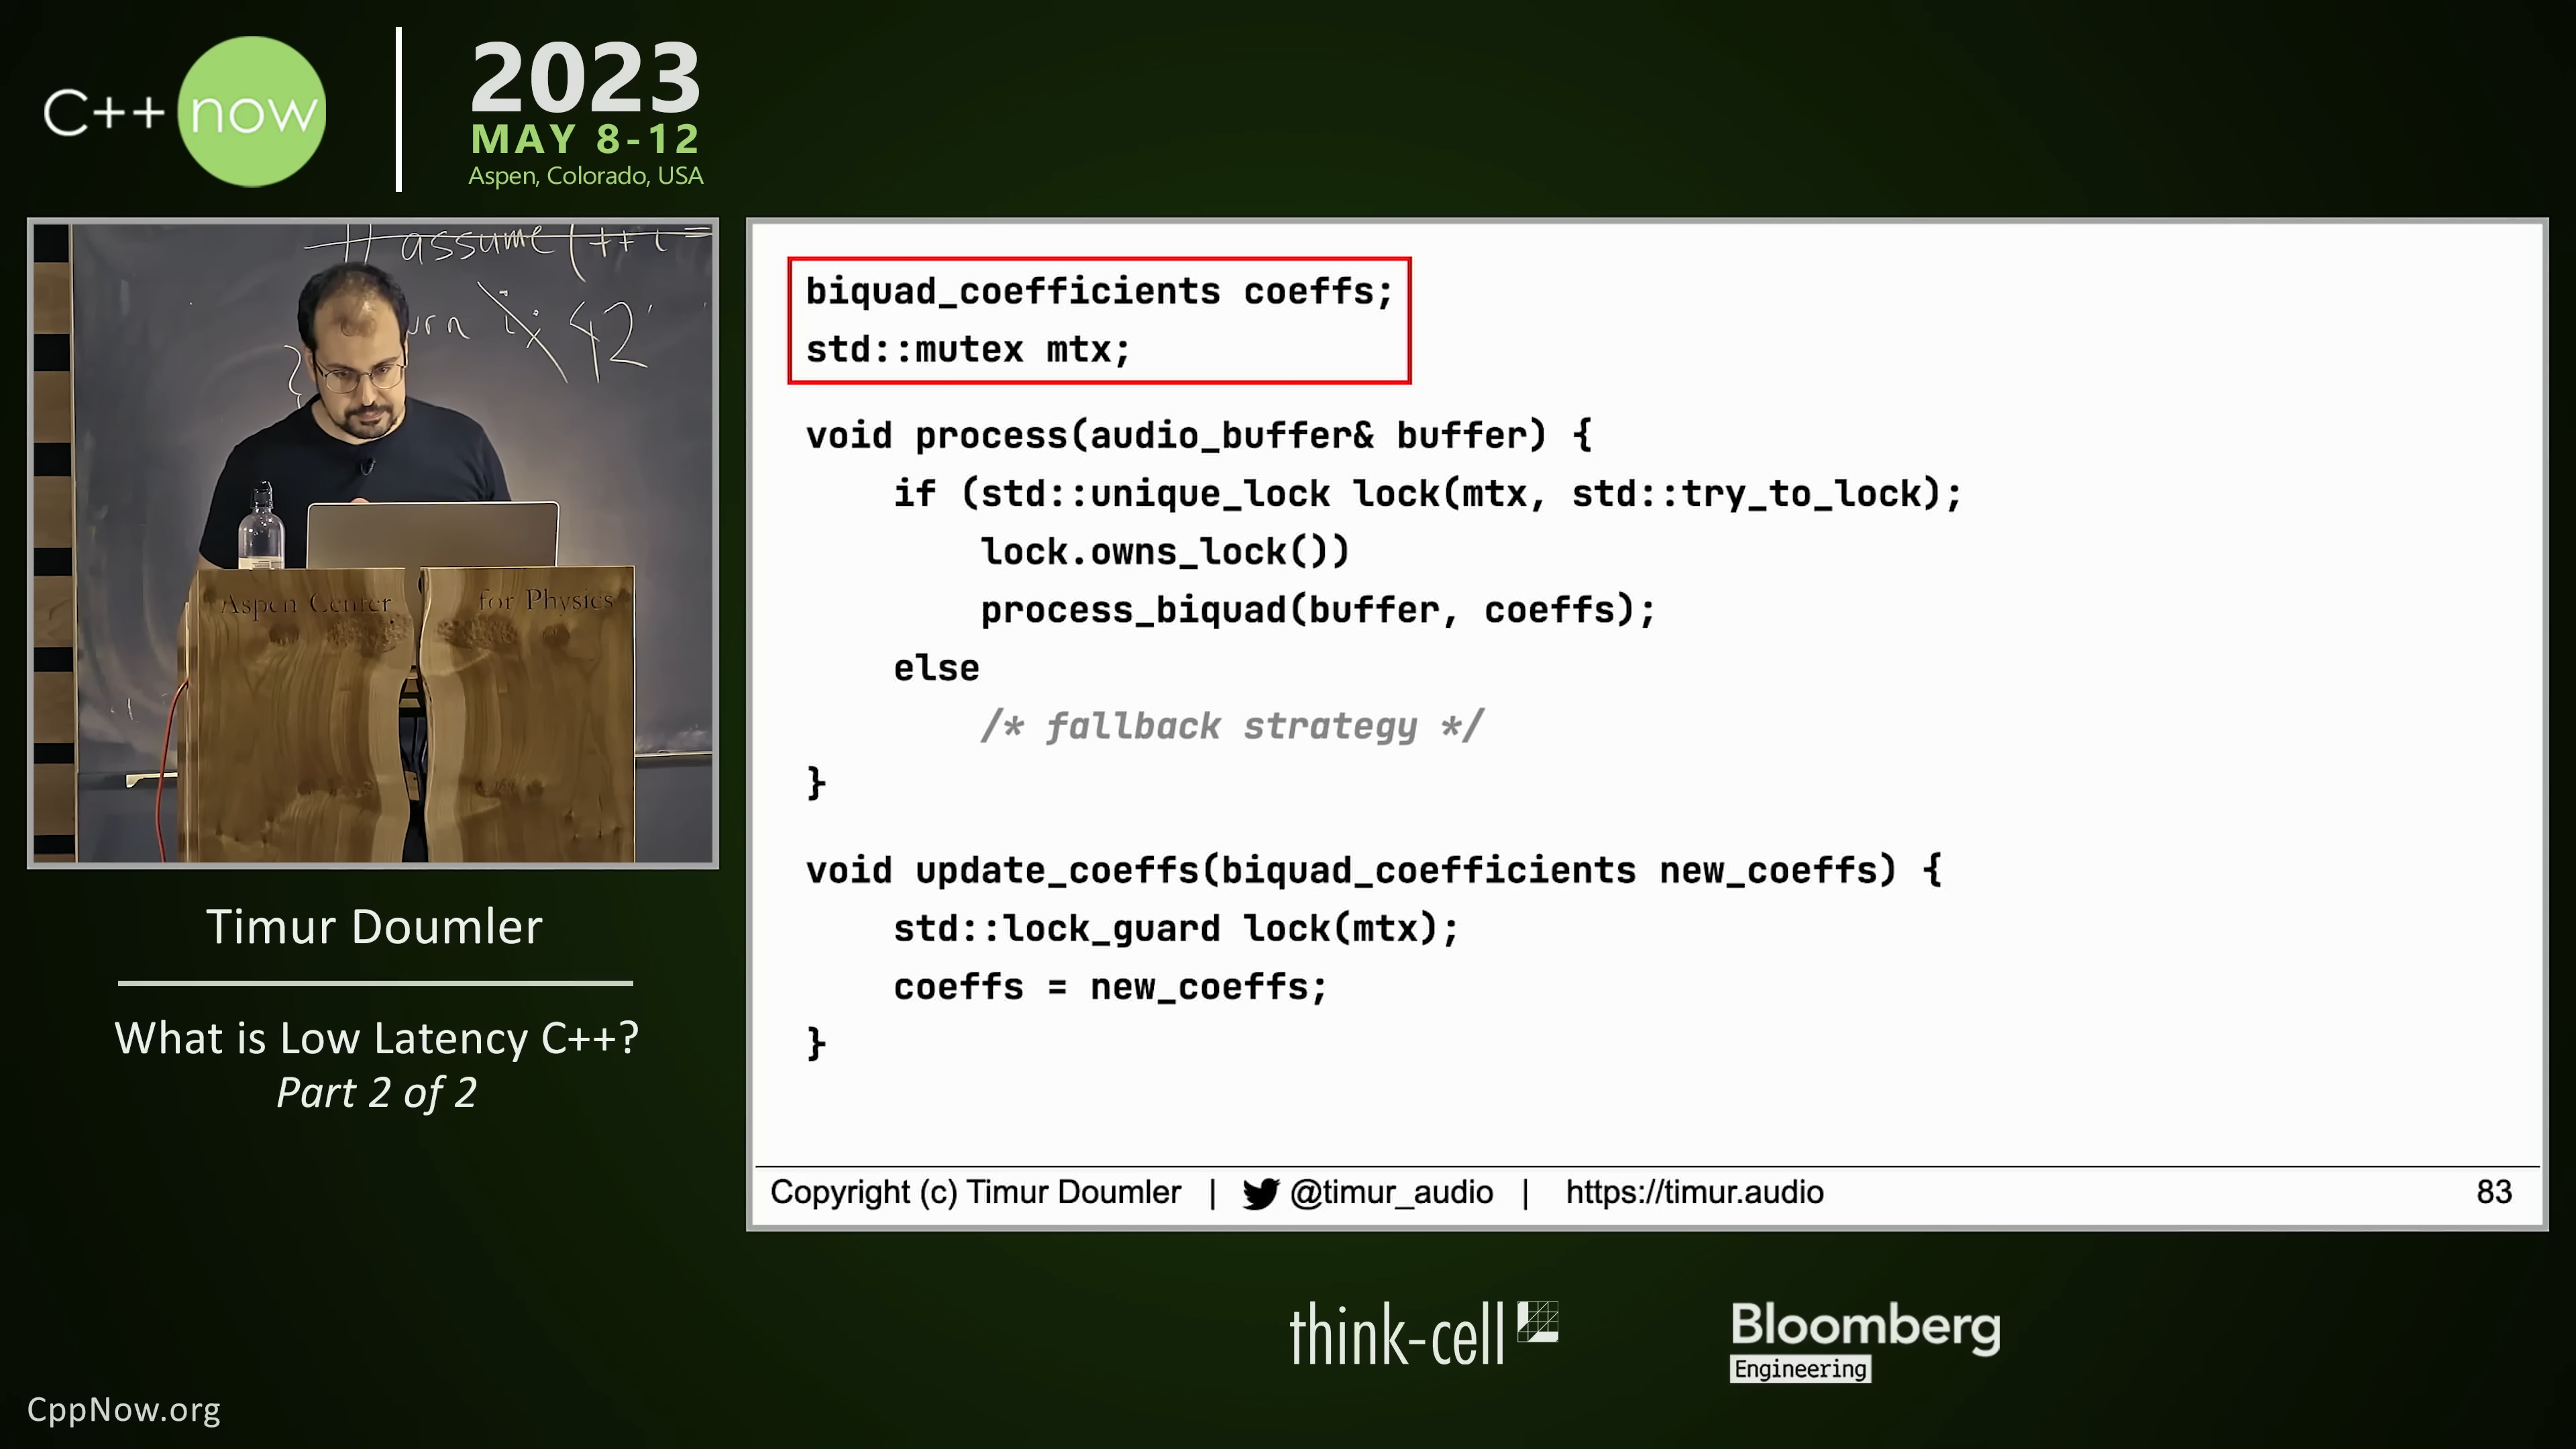 C++ now
2023
MAY 8-12
Aspen, Colorado, USA
# assume(++i =
urn i 42
}
Aspen Center for Physics
Timur Doumler
What is Low Latency C++?
Part 2 of 2
biquad_coefficients coeffs;
std::mutex mtx;
void process(audio_buffer& buffer) {
if (std::unique_lock lock(mtx, std::try_to_lock);
lock.owns_lock())
process_biquad(buffer, coeffs);
else
/* fallback strategy */
}
void update_coeffs(biquad_coefficients new_coeffs) {
std::lock_guard lock(mtx);
coeffs = new_coeffs;
}
Copyright (c) Timur Doumler | @timur_audio | https://timur.audio 83
think-cell
Bloomberg
Engineering
CppNow.org